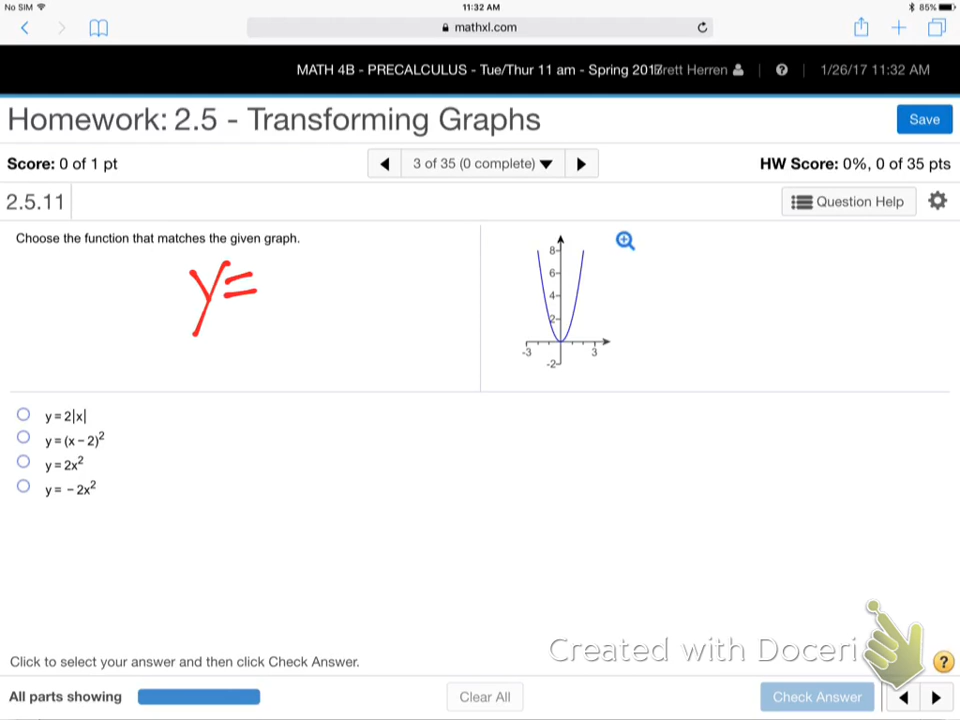 No SIM 11:32 AM 85%
mathxl.com
MATH 4B - PRECALCULUS - Tue/Thur 11 am - Spring 2017 rett Herren ? 1/26/17 11:32 AM
Homework: 2.5 - Transforming Graphs Save
Score: 0 of 1 pt 3 of 35 (0 complete) HW Score: 0%, 0 of 35 pts
2.5.11 Question Help
Choose the function that matches the given graph.
y=
8
6
4
2
-3 3
-2
y = 2|x|
y = (x – 2)²
y = 2x²
y = – 2x²
Created with Doceri
Click to select your answer and then click Check Answer. ?
All parts showing Clear All Check Answer